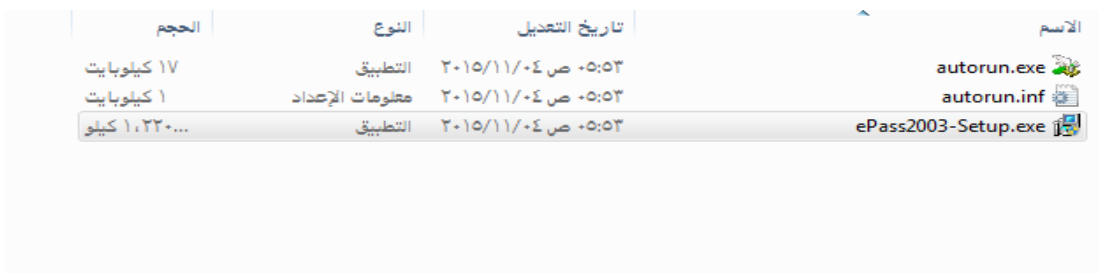 الاسم تاريخ التعديل النوع الحجم
autorun.exe ٢٠١٥/١١/٠٤ ص ٠٥:٥٣ التطبيق ١٧ كيلوبايت
autorun.inf ٢٠١٥/١١/٠٤ ص ٠٥:٥٣ معلومات الإعداد ١ كيلوبايت
ePass2003-Setup.exe ٢٠١٥/١١/٠٤ ص ٠٥:٥٣ التطبيق ١،٢٢٠ كيلو...